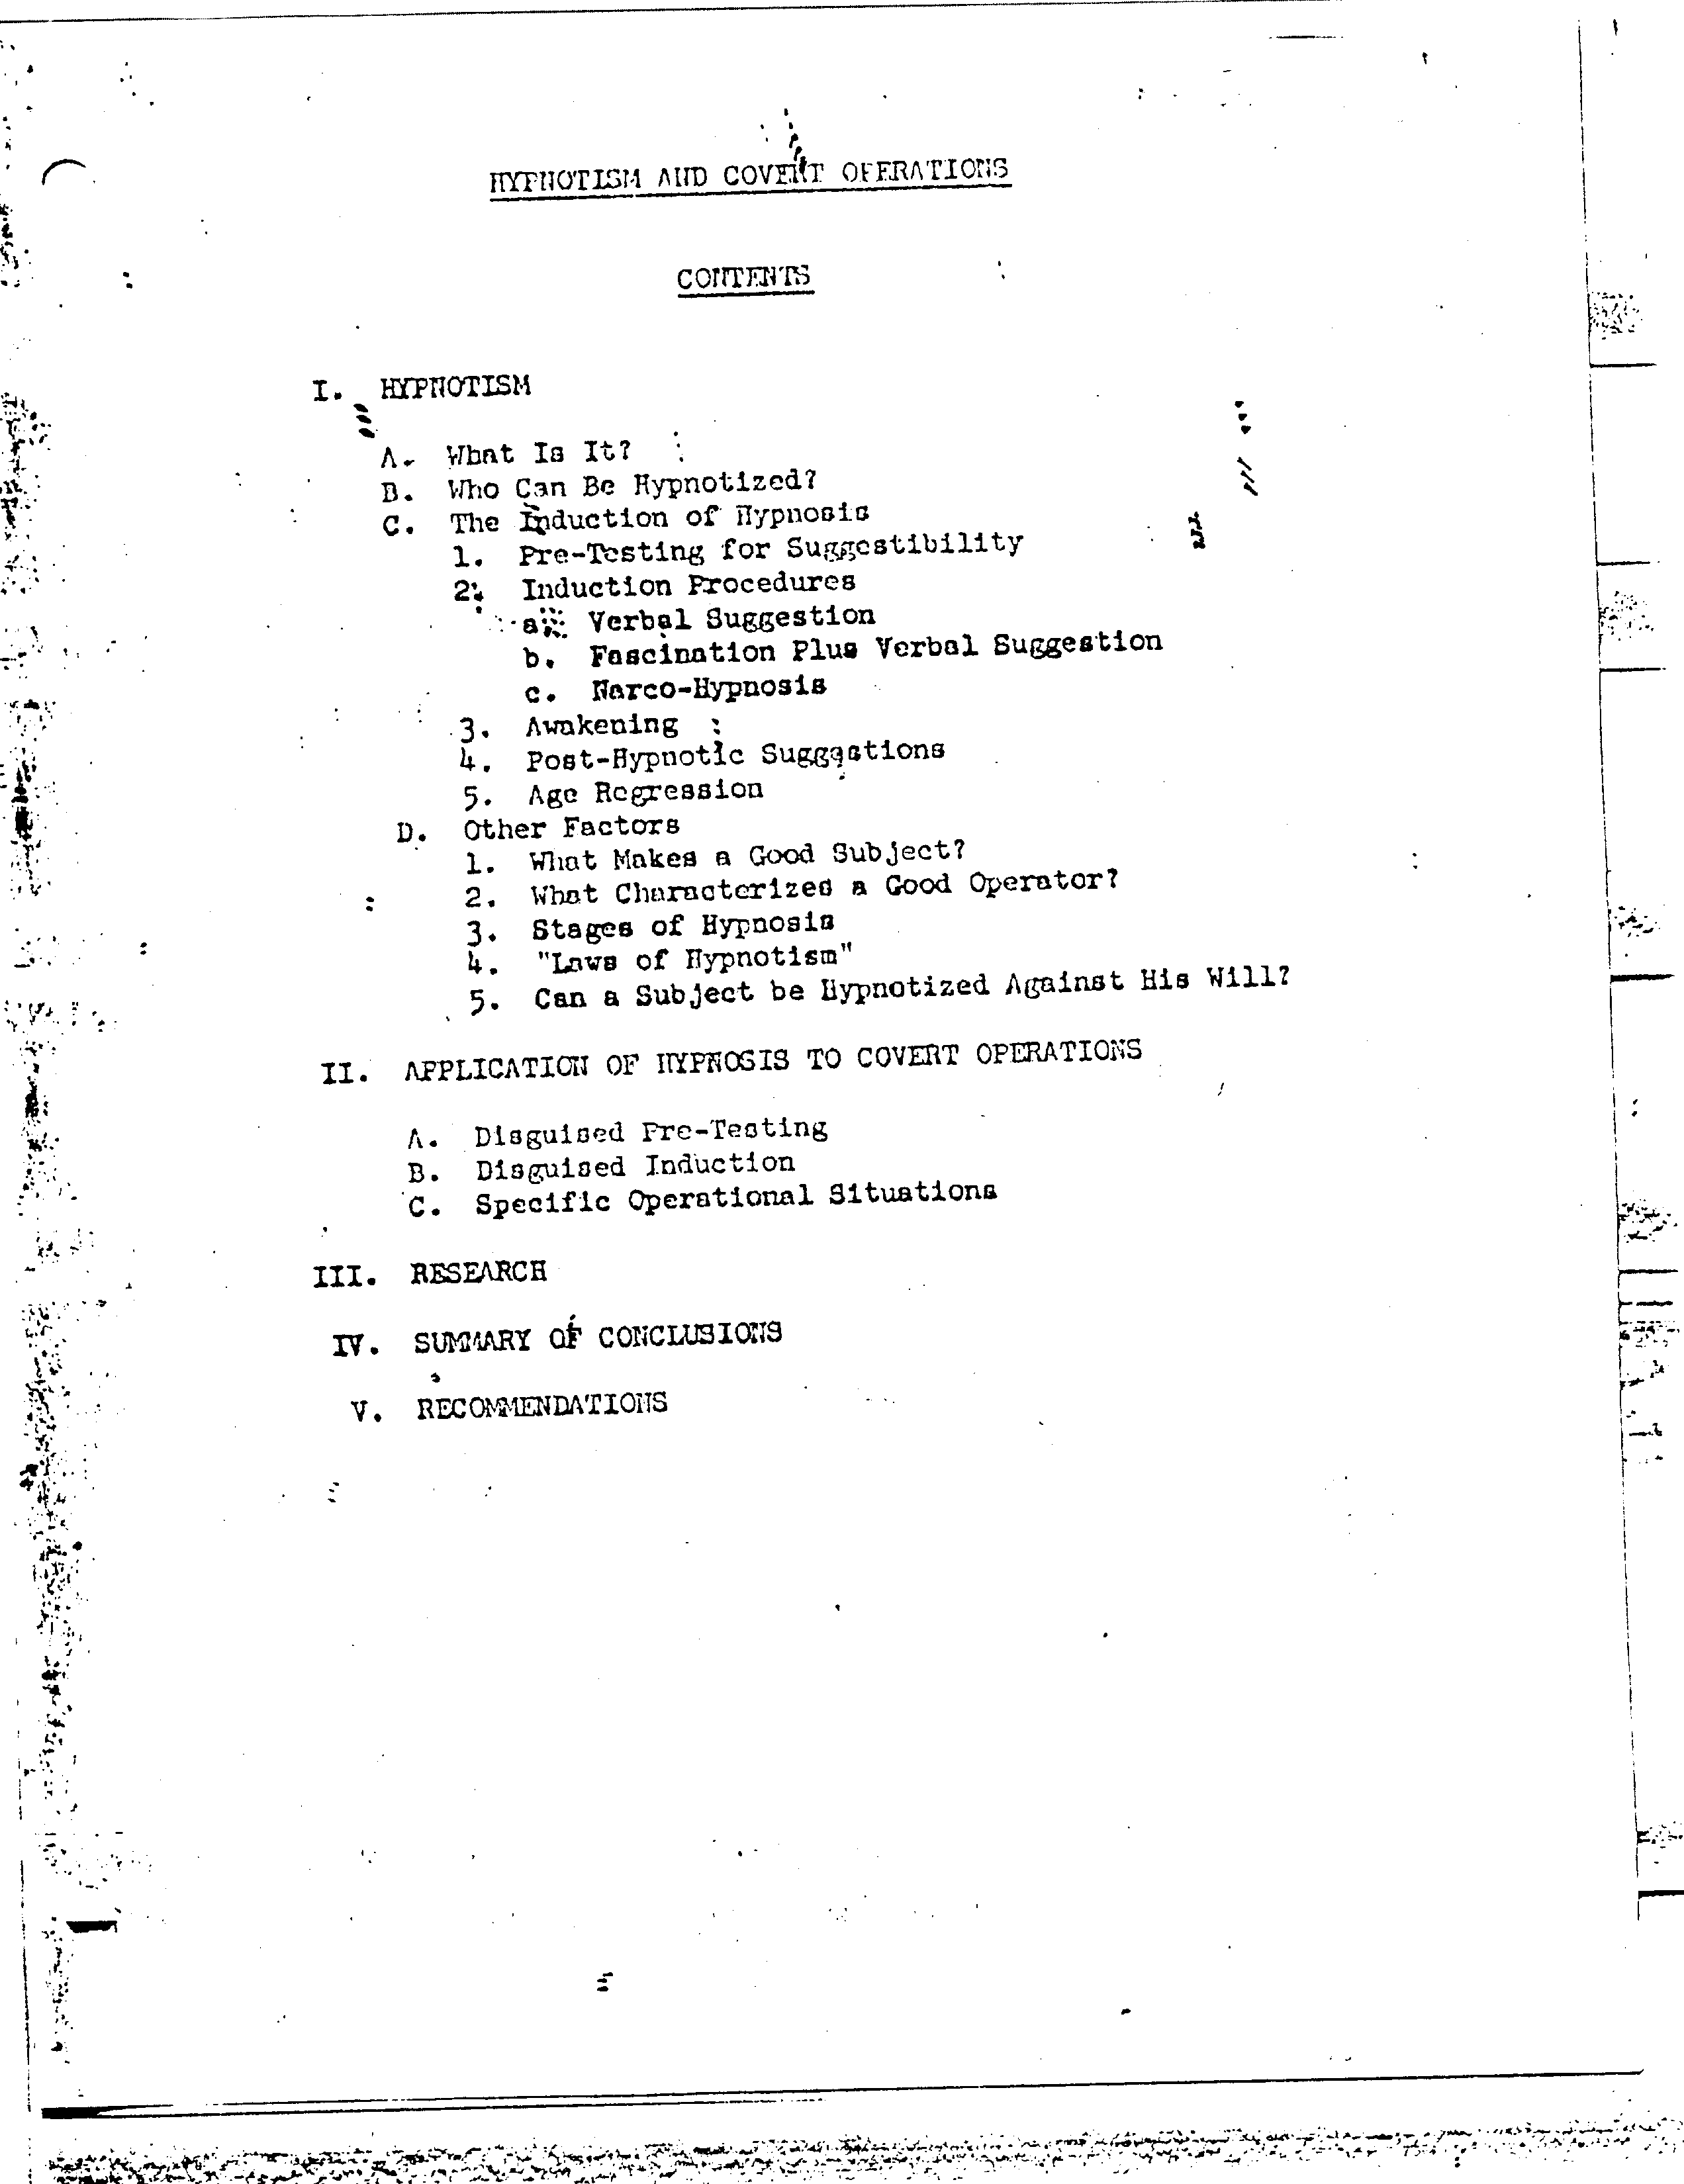 HYPNOTISM AND COVERT OPERATIONS
CONTENTS
I. HYPNOTISM
A. What Is It?
B. Who Can Be Hypnotized?
C. The Induction of Hypnosis
1. Pre-Testing for Suggestibility
2. Induction Procedures
a. Verbal Suggestion
b. Fascination Plus Verbal Suggestion
c. Narco-Hypnosis
3. Awakening
4. Post-Hypnotic Suggestions
5. Age Regression
D. Other Factors
1. What Makes a Good Subject?
2. What Characterizes a Good Operator?
3. Stages of Hypnosis
4. "Laws of Hypnotism"
5. Can a Subject be Hypnotized Against His Will?
II. APPLICATION OF HYPNOSIS TO COVERT OPERATIONS
A. Disguised Pre-Testing
B. Disguised Induction
C. Specific Operational Situations
III. RESEARCH
IV. SUMMARY OF CONCLUSIONS
V. RECOMMENDATIONS